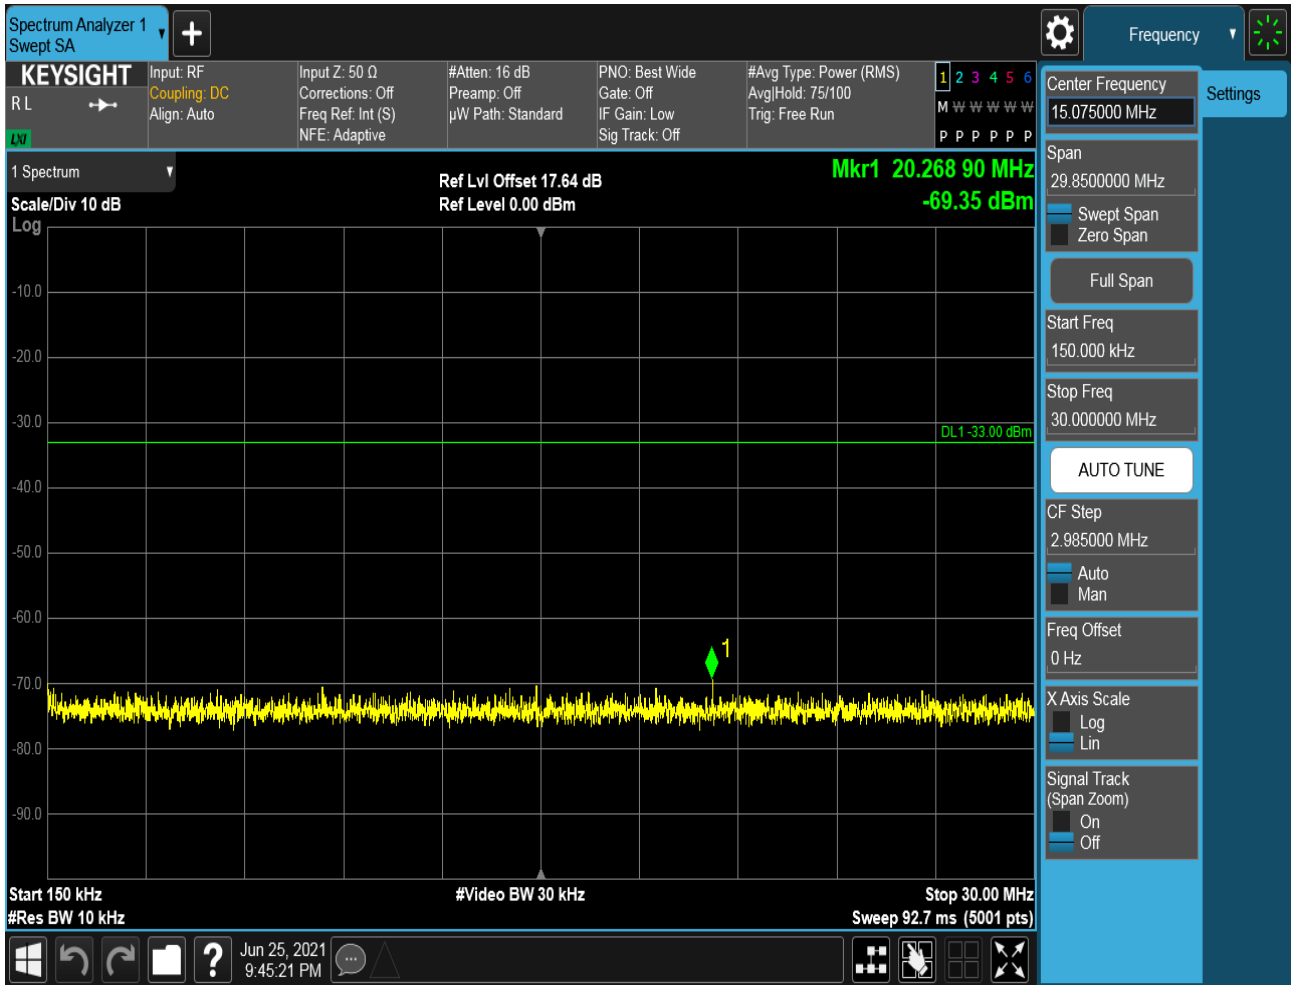 Spectrum Analyzer 1
Swept SA
Frequency
KEYSIGHT
R L
LXI
Input: RF
Coupling: DC
Align: Auto
Input Z: 50 Ω
Corrections: Off
Freq Ref: Int (S)
NFE: Adaptive
#Atten: 16 dB
Preamp: Off
µW Path: Standard
PNO: Best Wide
Gate: Off
IF Gain: Low
Sig Track: Off
#Avg Type: Power (RMS)
Avg|Hold: 75/100
Trig: Free Run
1 2 3 4 5 6
M W W W W W
P P P P P P
1 Spectrum
Scale/Div 10 dB
Log
Ref Lvl Offset 17.64 dB
Ref Level 0.00 dBm
Mkr1 20.268 90 MHz
-69.35 dBm
-10.0
-20.0
-30.0
DL1 -33.00 dBm
-40.0
-50.0
-60.0
1
-70.0
-80.0
-90.0
Start 150 kHz
#Video BW 30 kHz
Stop 30.00 MHz
#Res BW 10 kHz
Sweep 92.7 ms (5001 pts)
Center Frequency
15.075000 MHz
Settings
Span
29.8500000 MHz
Swept Span
Zero Span
Full Span
Start Freq
150.000 kHz
Stop Freq
30.000000 MHz
AUTO TUNE
CF Step
2.985000 MHz
Auto
Man
Freq Offset
0 Hz
X Axis Scale
Log
Lin
Signal Track
(Span Zoom)
On
Off
?
Jun 25, 2021
9:45:21 PM